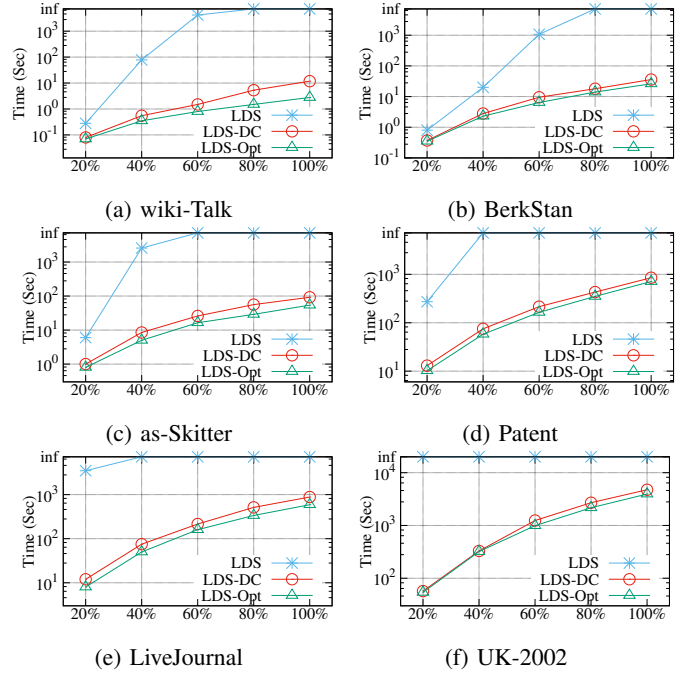 inf
10^3
10^2
10^1
10^0
10^-1
Time (Sec)
LDS
LDS-DC
LDS-Opt
20% 40% 60% 80% 100%
(a) wiki-Talk
inf
10^3
10^2
10^1
10^0
10^-1
Time (Sec)
LDS
LDS-DC
LDS-Opt
20% 40% 60% 80% 100%
(b) BerkStan
inf
10^3
10^2
10^1
10^0
Time (Sec)
LDS
LDS-DC
LDS-Opt
20% 40% 60% 80% 100%
(c) as-Skitter
inf
10^3
10^2
10^1
Time (Sec)
LDS
LDS-DC
LDS-Opt
20% 40% 60% 80% 100%
(d) Patent
inf
10^3
10^1
Time (Sec)
LDS
LDS-DC
LDS-Opt
20% 40% 60% 80% 100%
(e) LiveJournal
inf
10^4
10^3
10^2
Time (Sec)
LDS
LDS-DC
LDS-Opt
20% 40% 60% 80% 100%
(f) UK-2002